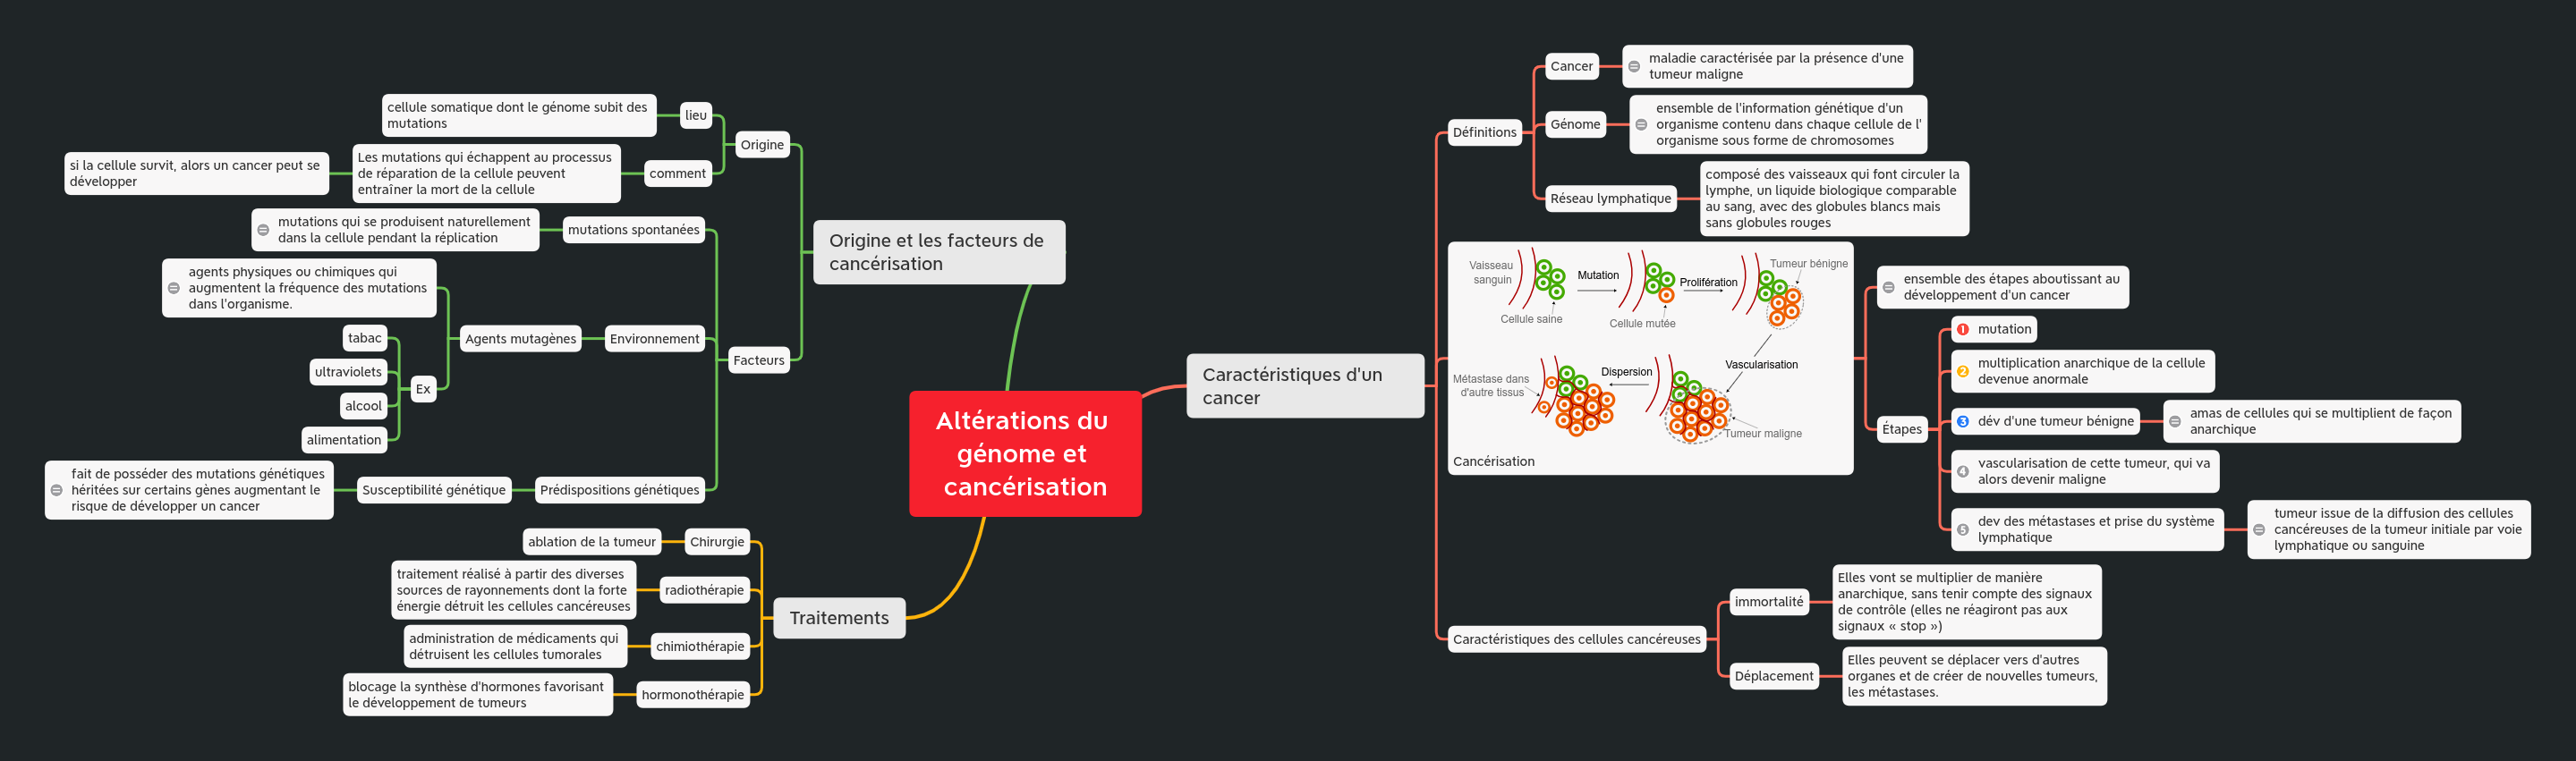 Altérations du
génome et
cancérisation
Origine et les facteurs de
cancérisation
Origine
lieu
cellule somatique dont le génome subit des
mutations
comment
Les mutations qui échappent au processus
de réparation de la cellule peuvent
entraîner la mort de la cellule
si la cellule survit, alors un cancer peut se
développer
Facteurs
mutations spontanées
mutations qui se produisent naturellement
dans la cellule pendant la réplication
Environnement
Agents mutagènes
agents physiques ou chimiques qui
augmentent la fréquence des mutations
dans l'organisme.
Ex
tabac
ultraviolets
alcool
alimentation
Prédispositions génétiques
Susceptibilité génétique
fait de posséder des mutations génétiques
héritées sur certains gènes augmentant le
risque de développer un cancer
Traitements
Chirurgie
ablation de la tumeur
radiothérapie
traitement réalisé à partir des diverses
sources de rayonnements dont la forte
énergie détruit les cellules cancéreuses
chimiothérapie
administration de médicaments qui
détruisent les cellules tumorales
hormonothérapie
blocage la synthèse d'hormones favorisant
le développement de tumeurs
Caractéristiques d'un
cancer
Définitions
Cancer
maladie caractérisée par la présence d'une
tumeur maligne
Génome
ensemble de l'information génétique d'un
organisme contenu dans chaque cellule de l'
organisme sous forme de chromosomes
Réseau lymphatique
composé des vaisseaux qui font circuler la
lymphe, un liquide biologique comparable
au sang, avec des globules blancs mais
sans globules rouges
Vaisseau
sanguin
Mutation
Prolifération
Tumeur bénigne
Cellule saine
Cellule mutée
Vascularisation
Dispersion
Métastase dans
d'autre tissus
Tumeur maligne
Cancérisation
ensemble des étapes aboutissant au
développement d'un cancer
Étapes
1 mutation
2 multiplication anarchique de la cellule
devenue anormale
3 dév d'une tumeur bénigne
amas de cellules qui se multiplient de façon
anarchique
4 vascularisation de cette tumeur, qui va
alors devenir maligne
5 dev des métastases et prise du système
lymphatique
tumeur issue de la diffusion des cellules
cancéreuses de la tumeur initiale par voie
lymphatique ou sanguine
Caractéristiques des cellules cancéreuses
immortalité
Elles vont se multiplier de manière
anarchique, sans tenir compte des signaux
de contrôle (elles ne réagiront pas aux
signaux « stop »)
Déplacement
Elles peuvent se déplacer vers d'autres
organes et de créer de nouvelles tumeurs,
les métastases.